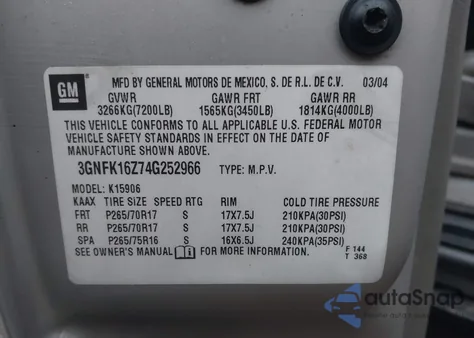 GM
MFD BY GENERAL MOTORS DE MEXICO, S. DE R.L. DE C.V. 03/04
GVWR GAWR FRT GAWR RR
3266KG(7200LB) 1565KG(3450LB) 1814KG(4000LB)
THIS VEHICLE CONFORMS TO ALL APPLICABLE U.S. FEDERAL MOTOR
VEHICLE SAFETY STANDARDS IN EFFECT ON THE DATE OF
MANUFACTURE SHOWN ABOVE.
3GNFK16Z74G252966 TYPE: M.P.V.
MODEL: K15906
KAAX TIRE SIZE SPEED RTG RIM COLD TIRE PRESSURE
FRT P265/70R17 S 17X7.5J 210KPA(30PSI)
RR P265/70R17 S 17X7.5J 210KPA(30PSI)
SPA P265/75R16 S 16X6.5J 240KPA(35PSI)
SEE OWNER'S MANUAL FOR MORE INFORMATION.
F 144
T 369
autoSnap